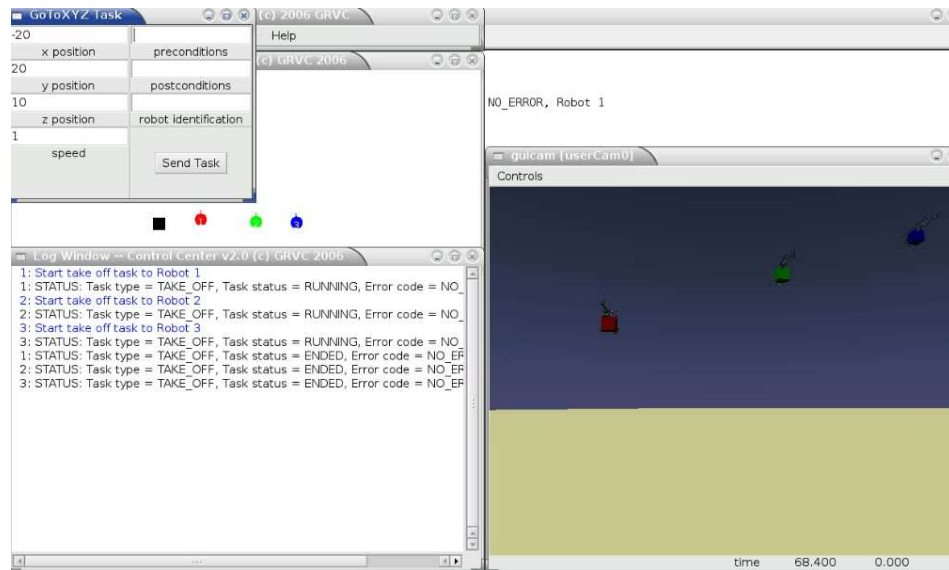 GoToXYZ Task
(c) 2006 GRVC
-20
Help
x position
preconditions
(c) GRVC 2006
20
y position
postconditions
10
NO_ERROR, Robot 1
z position
robot identification
1
speed
Send Task
guicam [userCam0]
Controls
1
2
3
Log Window -- Control Center v2.0 (c) GRVC 2006
1: Start take off task to Robot 1
1: STATUS: Task type = TAKE_OFF, Task status = RUNNING, Error code = NO_
2: Start take off task to Robot 2
2: STATUS: Task type = TAKE_OFF, Task status = RUNNING, Error code = NO_
3: Start take off task to Robot 3
3: STATUS: Task type = TAKE_OFF, Task status = RUNNING, Error code = NO_
1: STATUS: Task type = TAKE_OFF, Task status = ENDED, Error code = NO_ER
2: STATUS: Task type = TAKE_OFF, Task status = ENDED, Error code = NO_ER
3: STATUS: Task type = TAKE_OFF, Task status = ENDED, Error code = NO_ER
time 68.400 0.000